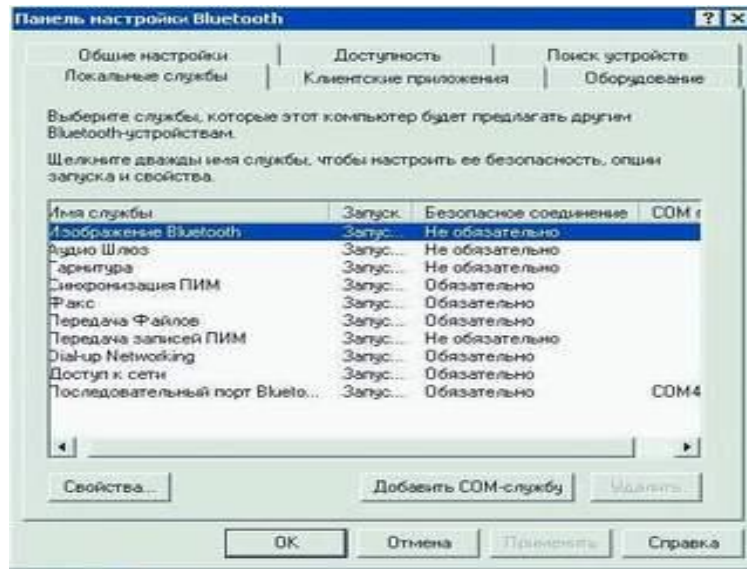 Панель настройки Bluetooth
Общие настройки Доступность Поиск устройств
Локальные службы Клиентские приложения Оборудование
Выберите службы, которые этот компьютер будет предлагать другим
Bluetooth-устройствам.
Щелкните дважды имя службы, чтобы настроить ее безопасность, опции
запуска и свойства.
Имя службы Запуск Безопасное соединение COM п
Изображение Bluetooth Запус... Не обязательно
Аудио Шлюз Запус... Не обязательно
Гарнитура Запус... Не обязательно
Синхронизация ПИМ Запус... Обязательно
Факс Запус... Обязательно
Передача Файлов Запус... Обязательно
Передача записей ПИМ Запус... Не обязательно
Dial-up Networking Запус... Обязательно
Доступ к сети Запус... Обязательно
Последовательный порт Blueto... Запус... Обязательно COM4
Свойства... Добавить COM-службу Удалить
OK Отмена Применить Справка